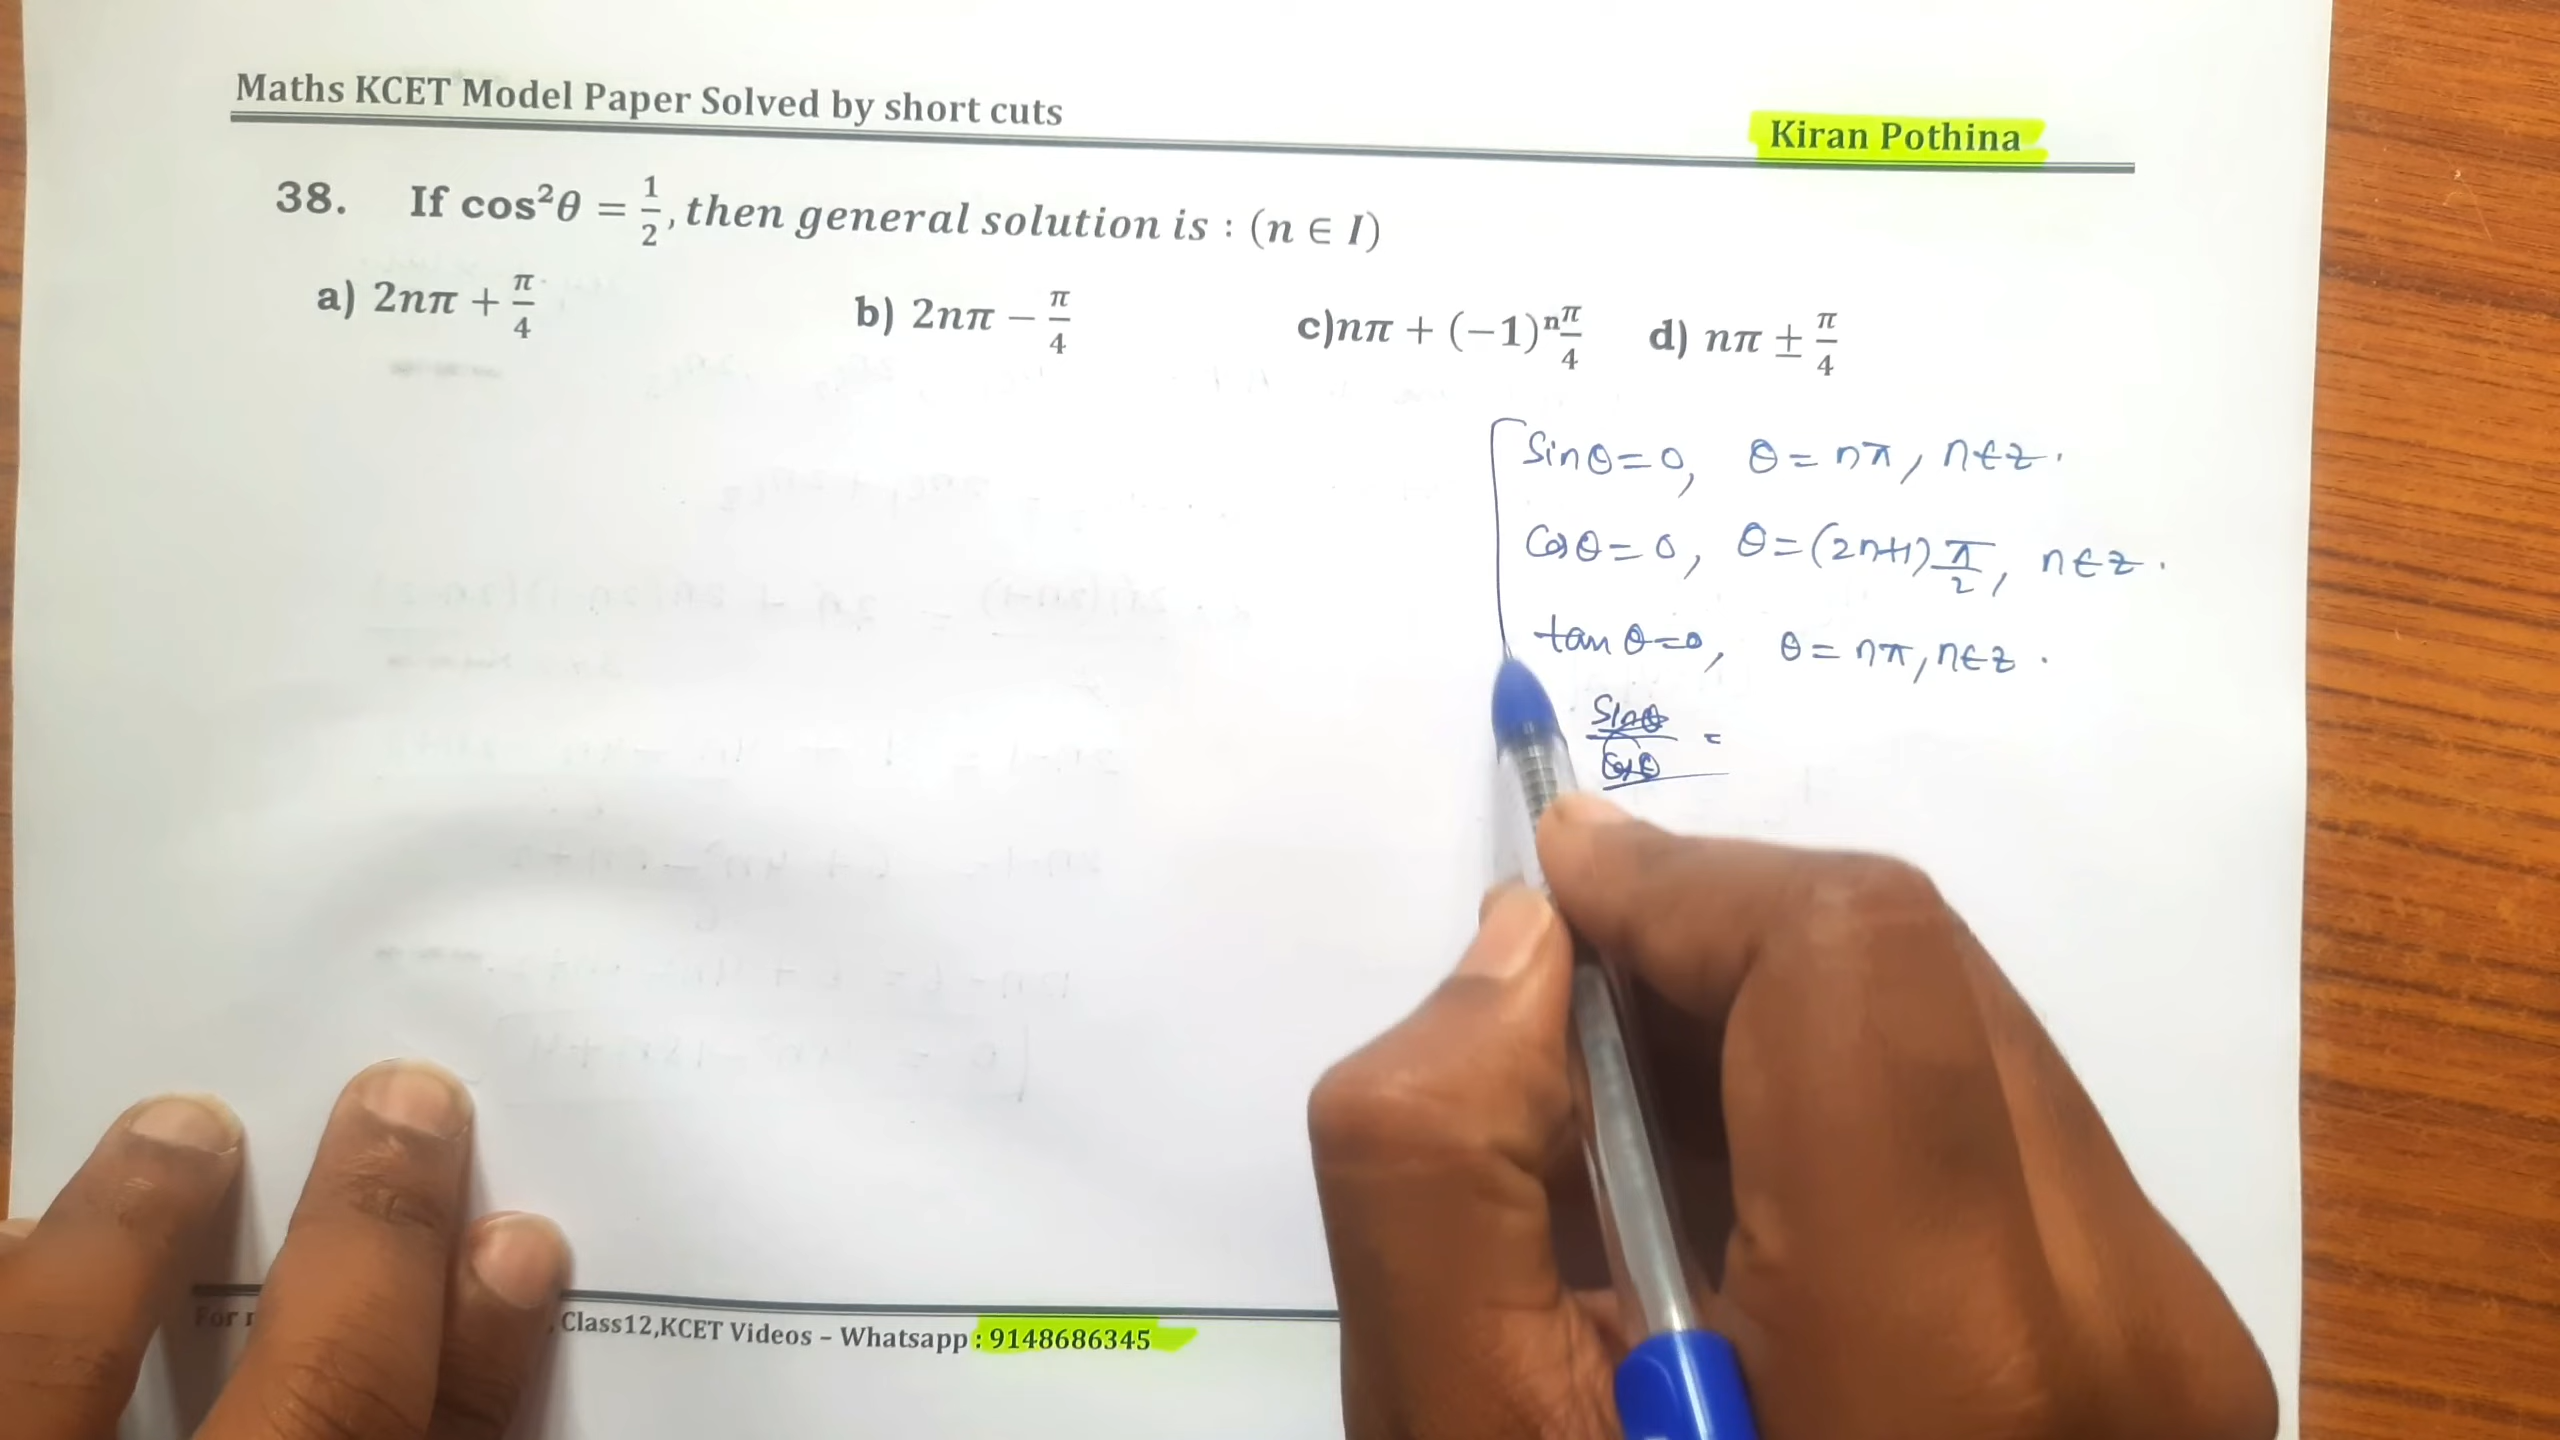 Maths KCET Model Paper Solved by short cuts
Kiran Pothina
38. If cos²θ = 1/2, then general solution is : (n ∈ I)
a) 2nπ + π/4 b) 2nπ − π/4 c)nπ + (−1)ⁿπ/4 d) nπ ± π/4
Sinθ=0, θ = nπ, n∈z.
Cosθ=0, θ=(2n+1)π/2, n∈z.
tanθ=0, θ = nπ, n∈z.
Sinθ/Cosθ =
For
Class12,KCET Videos – Whatsapp : 9148686345